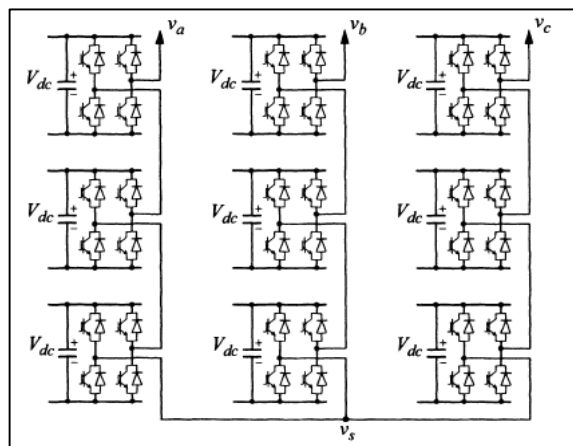 v_a v_b v_c
V_dc + − V_dc + − V_dc + −
V_dc + − V_dc + − V_dc + −
V_dc + − V_dc + − V_dc + −
v_s